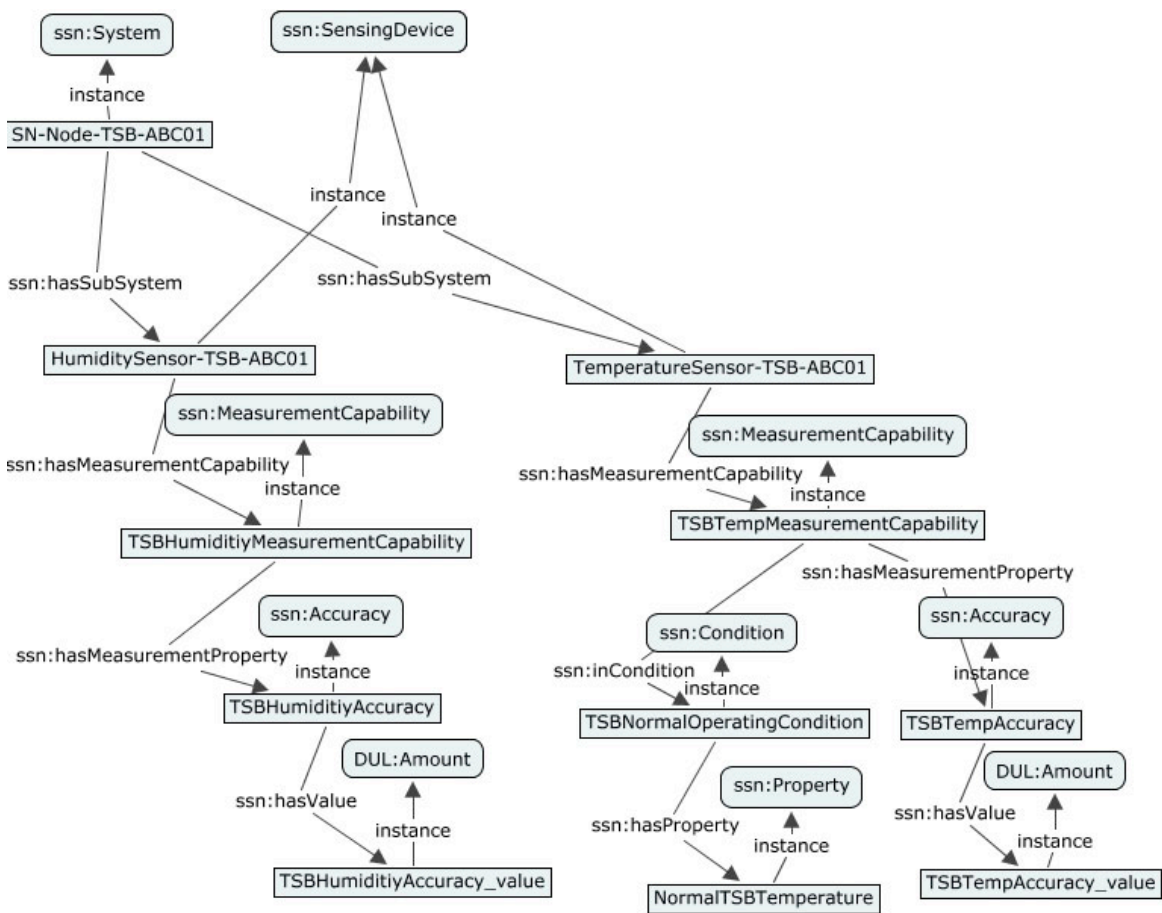 ssn:System
ssn:SensingDevice
instance
SN-Node-TSB-ABC01
instance
instance
ssn:hasSubSystem
ssn:hasSubSystem
HumiditySensor-TSB-ABC01
TemperatureSensor-TSB-ABC01
ssn:MeasurementCapability
ssn:MeasurementCapability
ssn:hasMeasurementCapability
instance
ssn:hasMeasurementCapability
instance
TSBHumiditiyMeasurementCapability
TSBTempMeasurementCapability
ssn:hasMeasurementProperty
ssn:Accuracy
ssn:Condition
ssn:Accuracy
ssn:hasMeasurementProperty
instance
ssn:inCondition
instance
instance
TSBHumiditiyAccuracy
TSBNormalOperatingCondition
TSBTempAccuracy
DUL:Amount
ssn:Property
DUL:Amount
ssn:hasValue
instance
ssn:hasProperty
instance
ssn:hasValue
instance
TSBHumiditiyAccuracy_value
NormalTSBTemperature
TSBTempAccuracy_value